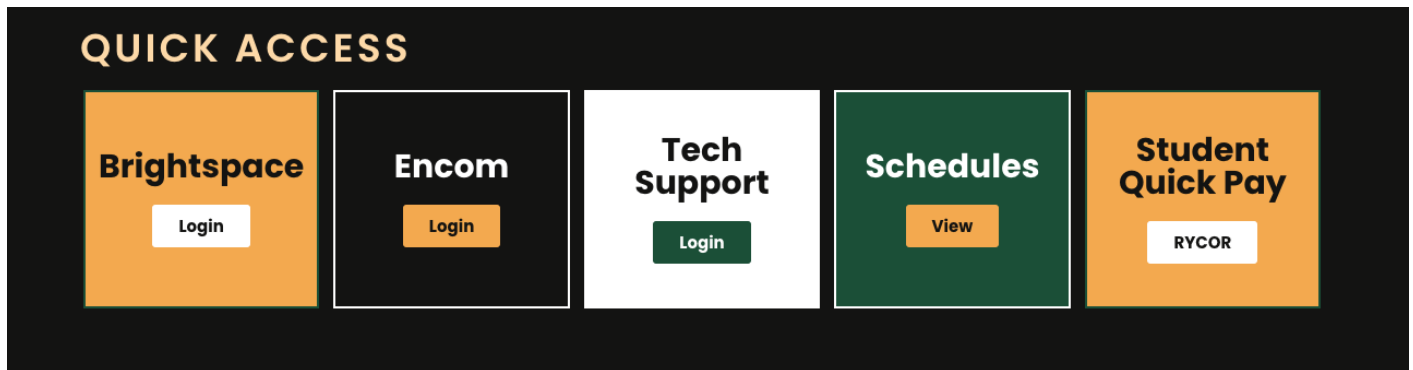 QUICK ACCESS
Brightspace
Login
Encom
Login
Tech
Support
Login
Schedules
View
Student
Quick Pay
RYCOR